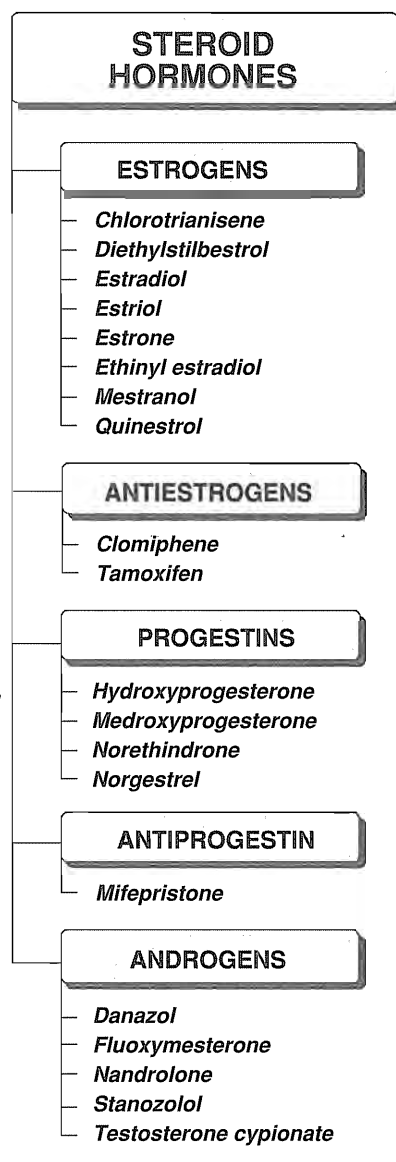 STEROID
HORMONES
ESTROGENS
Chlorotrianisene
Diethylstilbestrol
Estradiol
Estriol
Estrone
Ethinyl estradiol
Mestranol
Quinestrol
ANTIESTROGENS
Clomiphene
Tamoxifen
PROGESTINS
Hydroxyprogesterone
Medroxyprogesterone
Norethindrone
Norgestrel
ANTIPROGESTIN
Mifepristone
ANDROGENS
Danazol
Fluoxymesterone
Nandrolone
Stanozolol
Testosterone cypionate